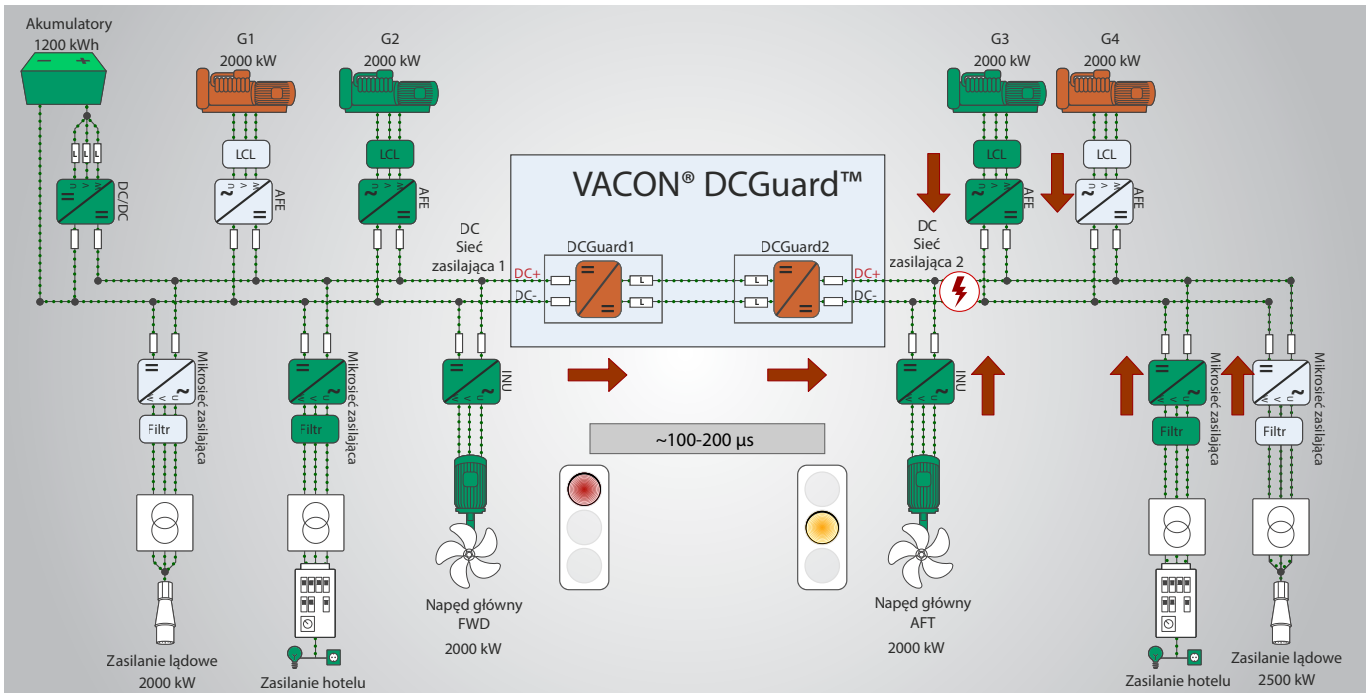 Akumulatory
1200 kWh
G1
2000 kW
G2
2000 kW
G3
2000 kW
G4
2000 kW
L L L
LCL
LCL
LCL
LCL
VACON® DCGuard™
U V W
DC/DC
U V W
AFE
U V W
AFE
U V W
AFE
U V W
AFE
DC
Sieć
zasilająca 1
DCGuard1
DCGuard2
DC
Sieć
zasilająca 2
DC+
L
L
DC+
DC-
L
L
DC-
W V U
Mikrosieć zasilająca
W V U
Mikrosieć zasilająca
W V U
INU
W V U
INU
W V U
Mikrosieć zasilająca
W V U
Mikrosieć zasilająca
Filtr
Filtr
Filtr
Filtr
~100-200 µs
Napęd główny
FWD
2000 kW
Napęd główny
AFT
2000 kW
Zasilanie lądowe
2000 kW
Zasilanie hotelu
Zasilanie hotelu
Zasilanie lądowe
2500 kW